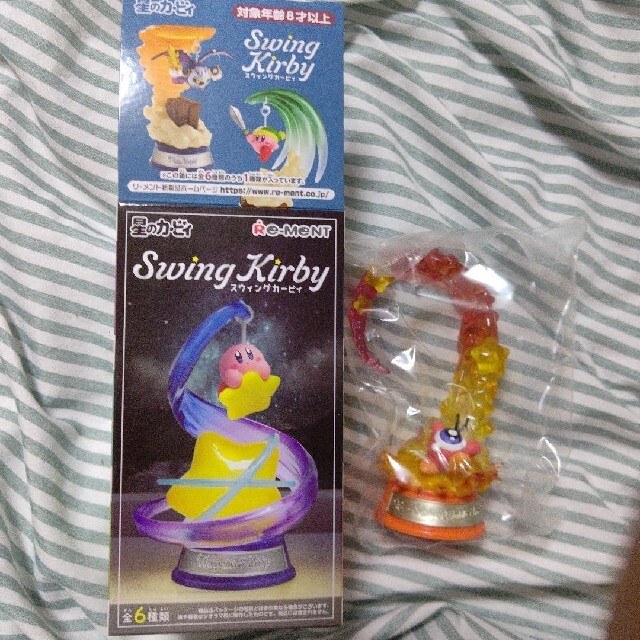 星のカービィ
対象年齢8才以上
Swing
Kirby
スウィングカービィ
※この箱には全6種類のうち1種類が入っています。
リーメント新製品ホームページ https://www.re-ment.co.jp/
星のカービィ
Re-MENT
Swing Kirby
スウィングカービィ
全6種類